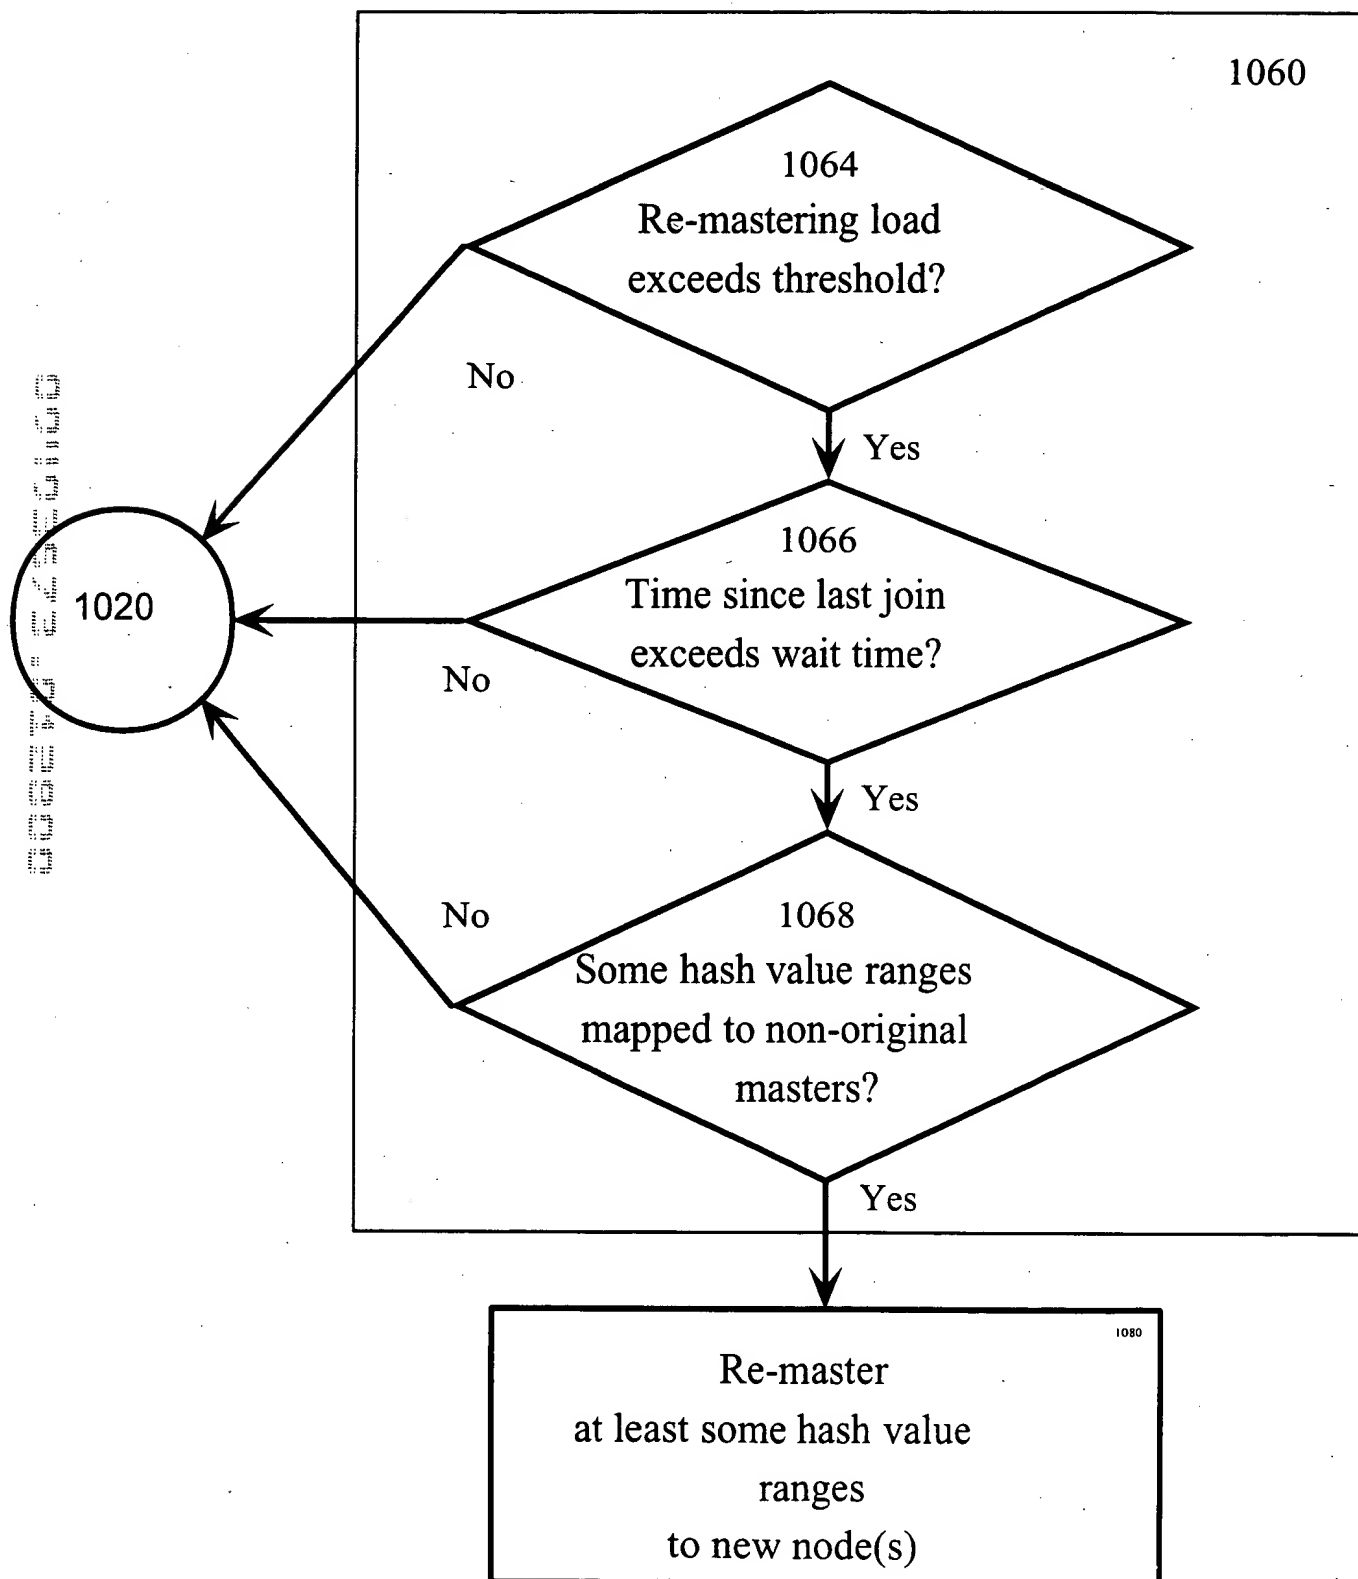 1060
1064
Re-mastering load
exceeds threshold?
No
Yes
1066
Time since last join
exceeds wait time?
1020
No
Yes
No
1068
Some hash value ranges
mapped to non-original
masters?
Yes
1080
Re-master
at least some hash value
ranges
to new node(s)